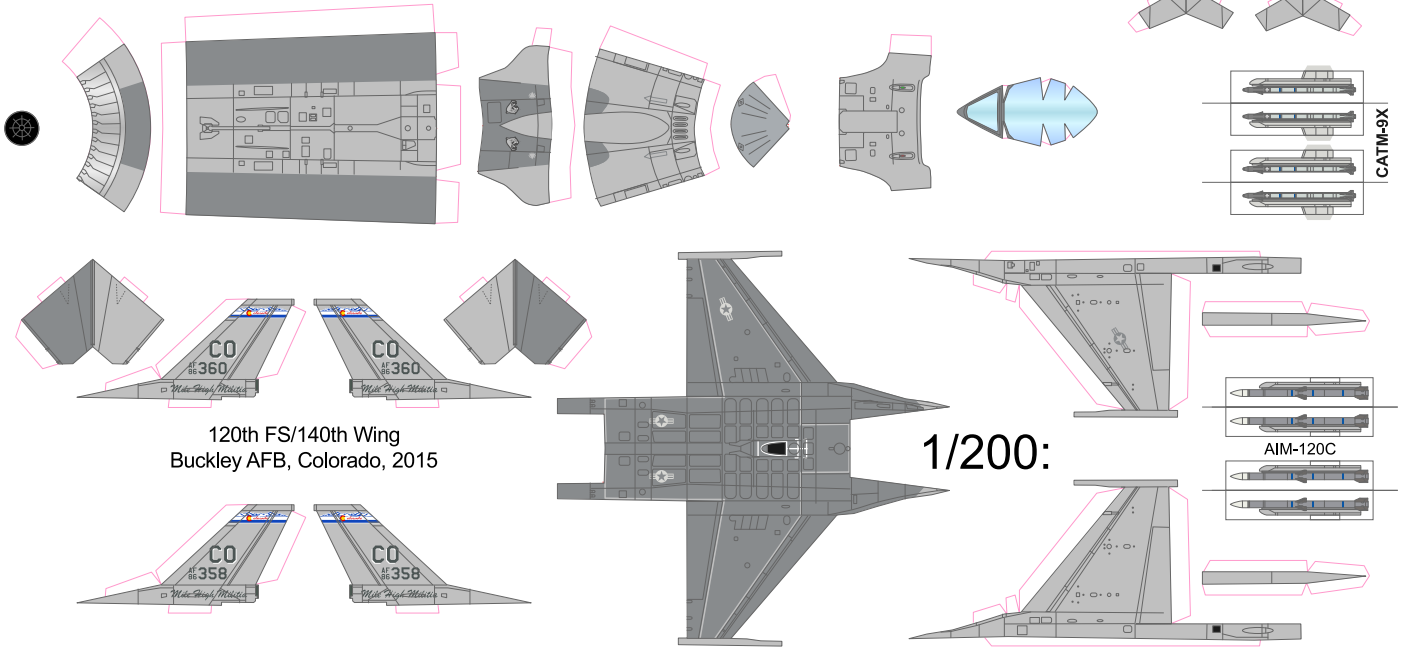 CATM-9X
CO CO
AF 86 360 AF 86 360
Mile High Militia Mile High Militia
120th FS/140th Wing
Buckley AFB, Colorado, 2015
1/200:
AIM-120C
CO CO
AF 86 358 AF 86 358
Mile High Militia Mile High Militia